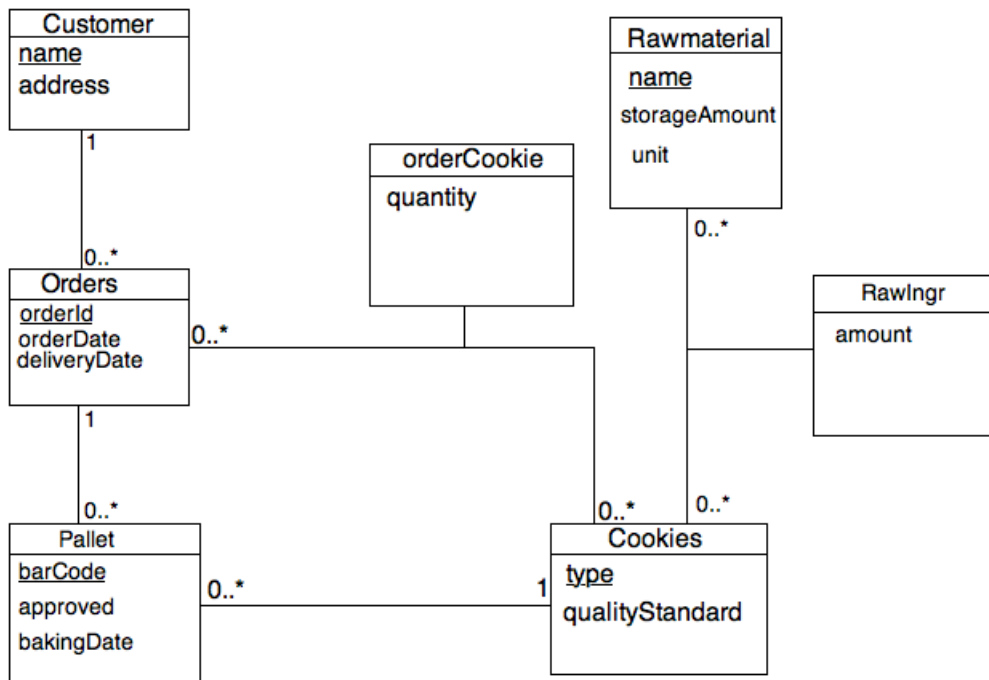 Customer
name
address
1
0..*
Orders
orderId
orderDate
deliveryDate
0..*
1
0..*
Pallet
barCode
approved
bakingDate
0..*
1
orderCookie
quantity
Rawmaterial
name
storageAmount
unit
0..*
RawIngr
amount
0..*
0..*
Cookies
type
qualityStandard